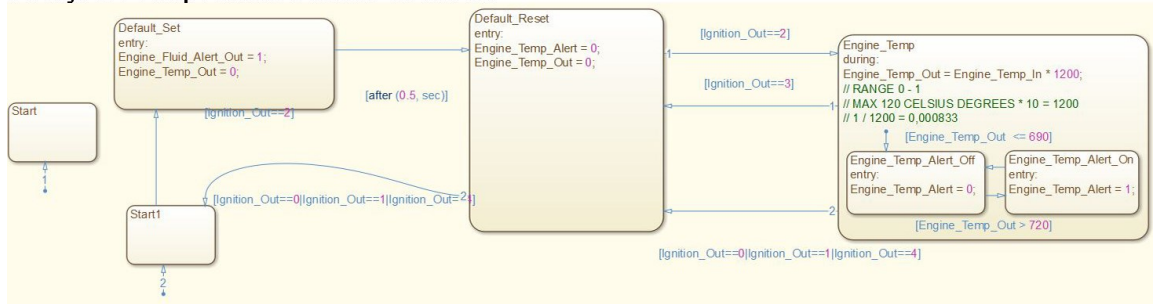 Default_Set
entry:
Engine_Fluid_Alert_Out = 1;
Engine_Temp_Out = 0;
Default_Reset
entry:
Engine_Temp_Alert = 0;
Engine_Temp_Out = 0;
[Ignition_Out==2]
1
Engine_Temp
during:
Engine_Temp_Out = Engine_Temp_In * 1200;
// RANGE 0 - 1
// MAX 120 CELSIUS DEGREES * 10 = 1200
// 1 / 1200 = 0,000833
[Ignition_Out==3]
1
[after (0.5, sec)]
Start
1
[Ignition_Out==2]
[Engine_Temp_Out <= 690]
Engine_Temp_Alert_Off
entry:
Engine_Temp_Alert = 0;
Engine_Temp_Alert_On
entry:
Engine_Temp_Alert = 1;
[Engine_Temp_Out > 720]
2
[Ignition_Out==0|Ignition_Out==1|Ignition_Out=
2
Start1
2
[Ignition_Out==0|Ignition_Out==1|Ignition_Out==4]